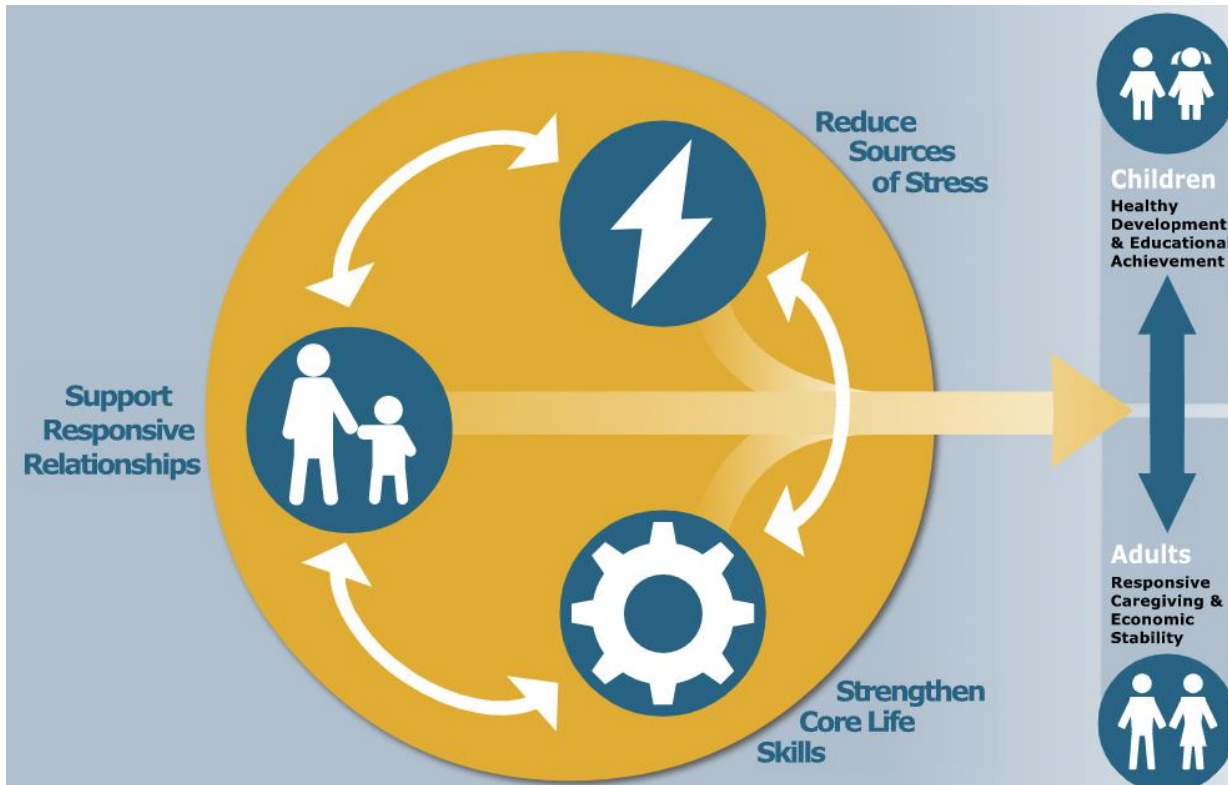 Reduce
Sources
of Stress
Support
Responsive
Relationships
Strengthen
Core Life
Skills
Children
Healthy
Development
& Educational
Achievement
Adults
Responsive
Caregiving &
Economic
Stability